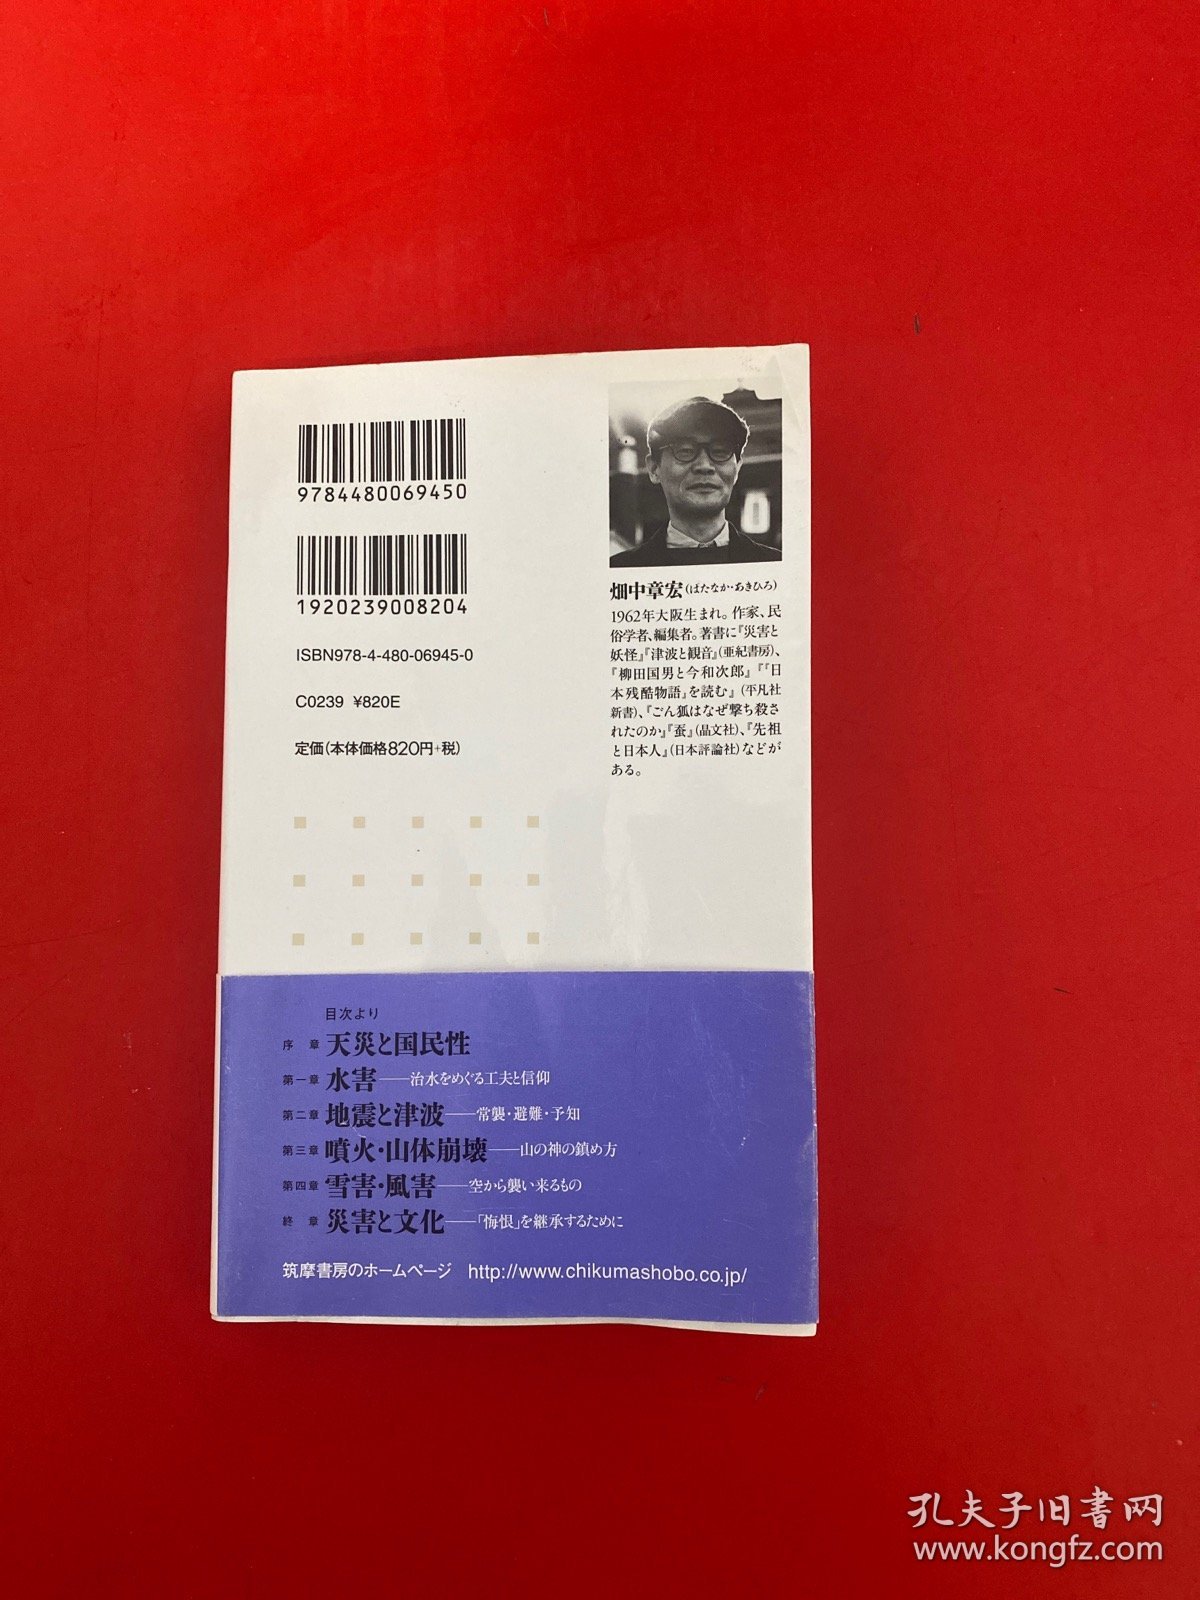 9784480069450
1920239008204
ISBN978-4-480-06945-0
C0239 ¥820E
定価(本体価格820円+税)
畑中章宏(はたなか・あきひろ)
1962年大阪生まれ。作家、民
俗学者、編集者。著書に『災害と
妖怪』『津波と観音』(亜紀書房)、
『柳田国男と今和次郎』『『日
本残酷物語』を読む』(平凡社
新書)、『ごん狐はなぜ撃ち殺さ
れたのか』『蚕』(晶文社)、『先祖
と日本人』(日本評論社)などが
ある。
目次より
序章 天災と国民性
第一章 水害——治水をめぐる工夫と信仰
第二章 地震と津波——常襲・避難・予知
第三章 噴火・山体崩壊——山の神の鎮め方
第四章 雪害・風害——空から襲い来るもの
終章 災害と文化——「悔恨」を継承するために
筑摩書房のホームページ http://www.chikumashobo.co.jp/
孔夫子旧书网
www.kongfz.com